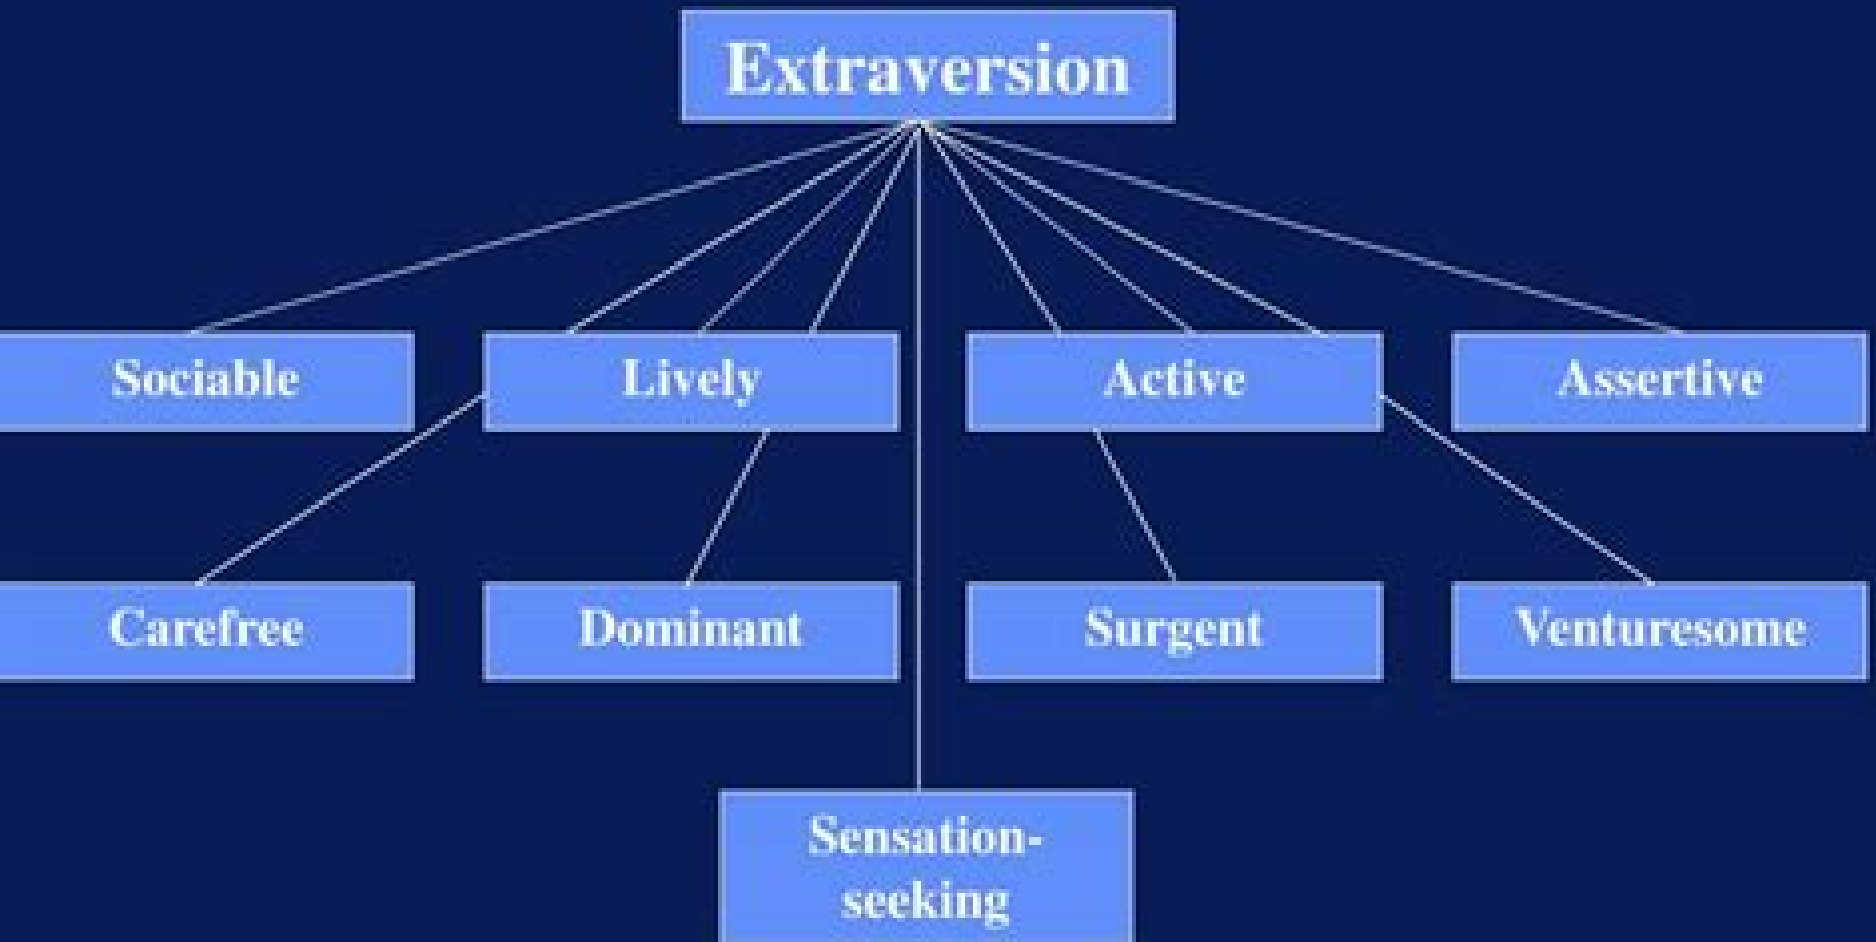 Extraversion
Sociable
Lively
Active
Assertive
Carefree
Dominant
Surgent
Venturesome
Sensation-
seeking